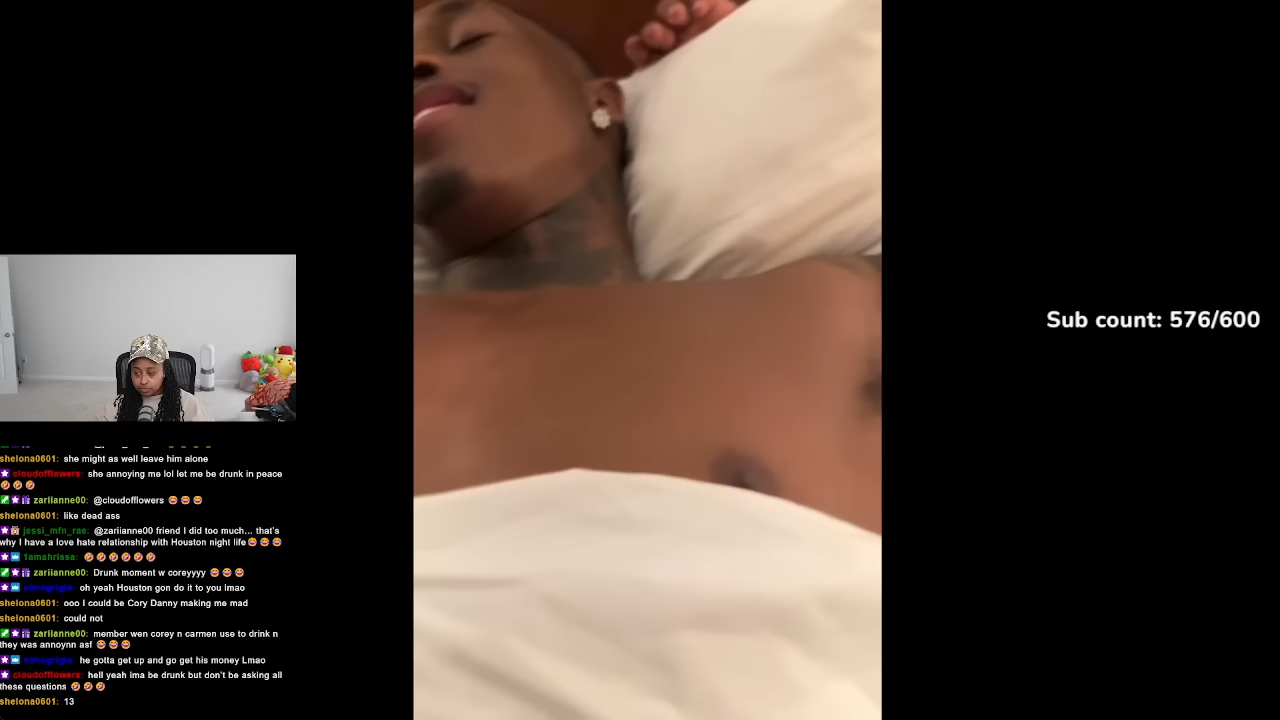 shelona0601: she might as well leave him alone
cloudofflowers: she annoying me lol let me be drunk in peace
🤣🤣🤣
zariianne00: @cloudofflowers 😂😂😂
shelona0601: like dead ass
jessi_mfn_rae: @zariianne00 friend I did too much... that's
why I have a love hate relationship with Houston night life😂😂😂
1amahrissa: 🤣🤣🤣🤣🤣🤣
zariianne00: Drunk moment w coreyyyy 😂😂😂
oh yeah Houston gon do it to you lmao
shelona0601: ooo I could be Cory Danny making me mad
shelona0601: could not
zariianne00: member wen corey n carmen use to drink n
they was annoynn asf 😂😂😂
he gotta get up and go get his money Lmao
cloudofflowers: hell yeah ima be drunk but don't be asking all
these questions 🤣🤣🤣
shelona0601: 13
Sub count: 576/600